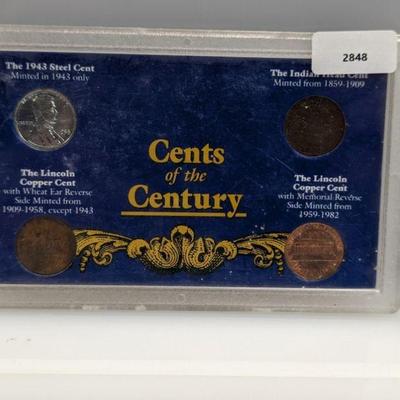 2848
The 1943 Steel Cent
Minted in 1943 only
The Indian Head Cent
Minted from 1859-1909
Cents
of the
Century
The Lincoln
Copper Cent
with Wheat Ear Reverse
Side Minted from
1909-1958, except 1943
The Lincoln
Copper Cent
with Memorial Reverse
Side Minted from
1959-1982